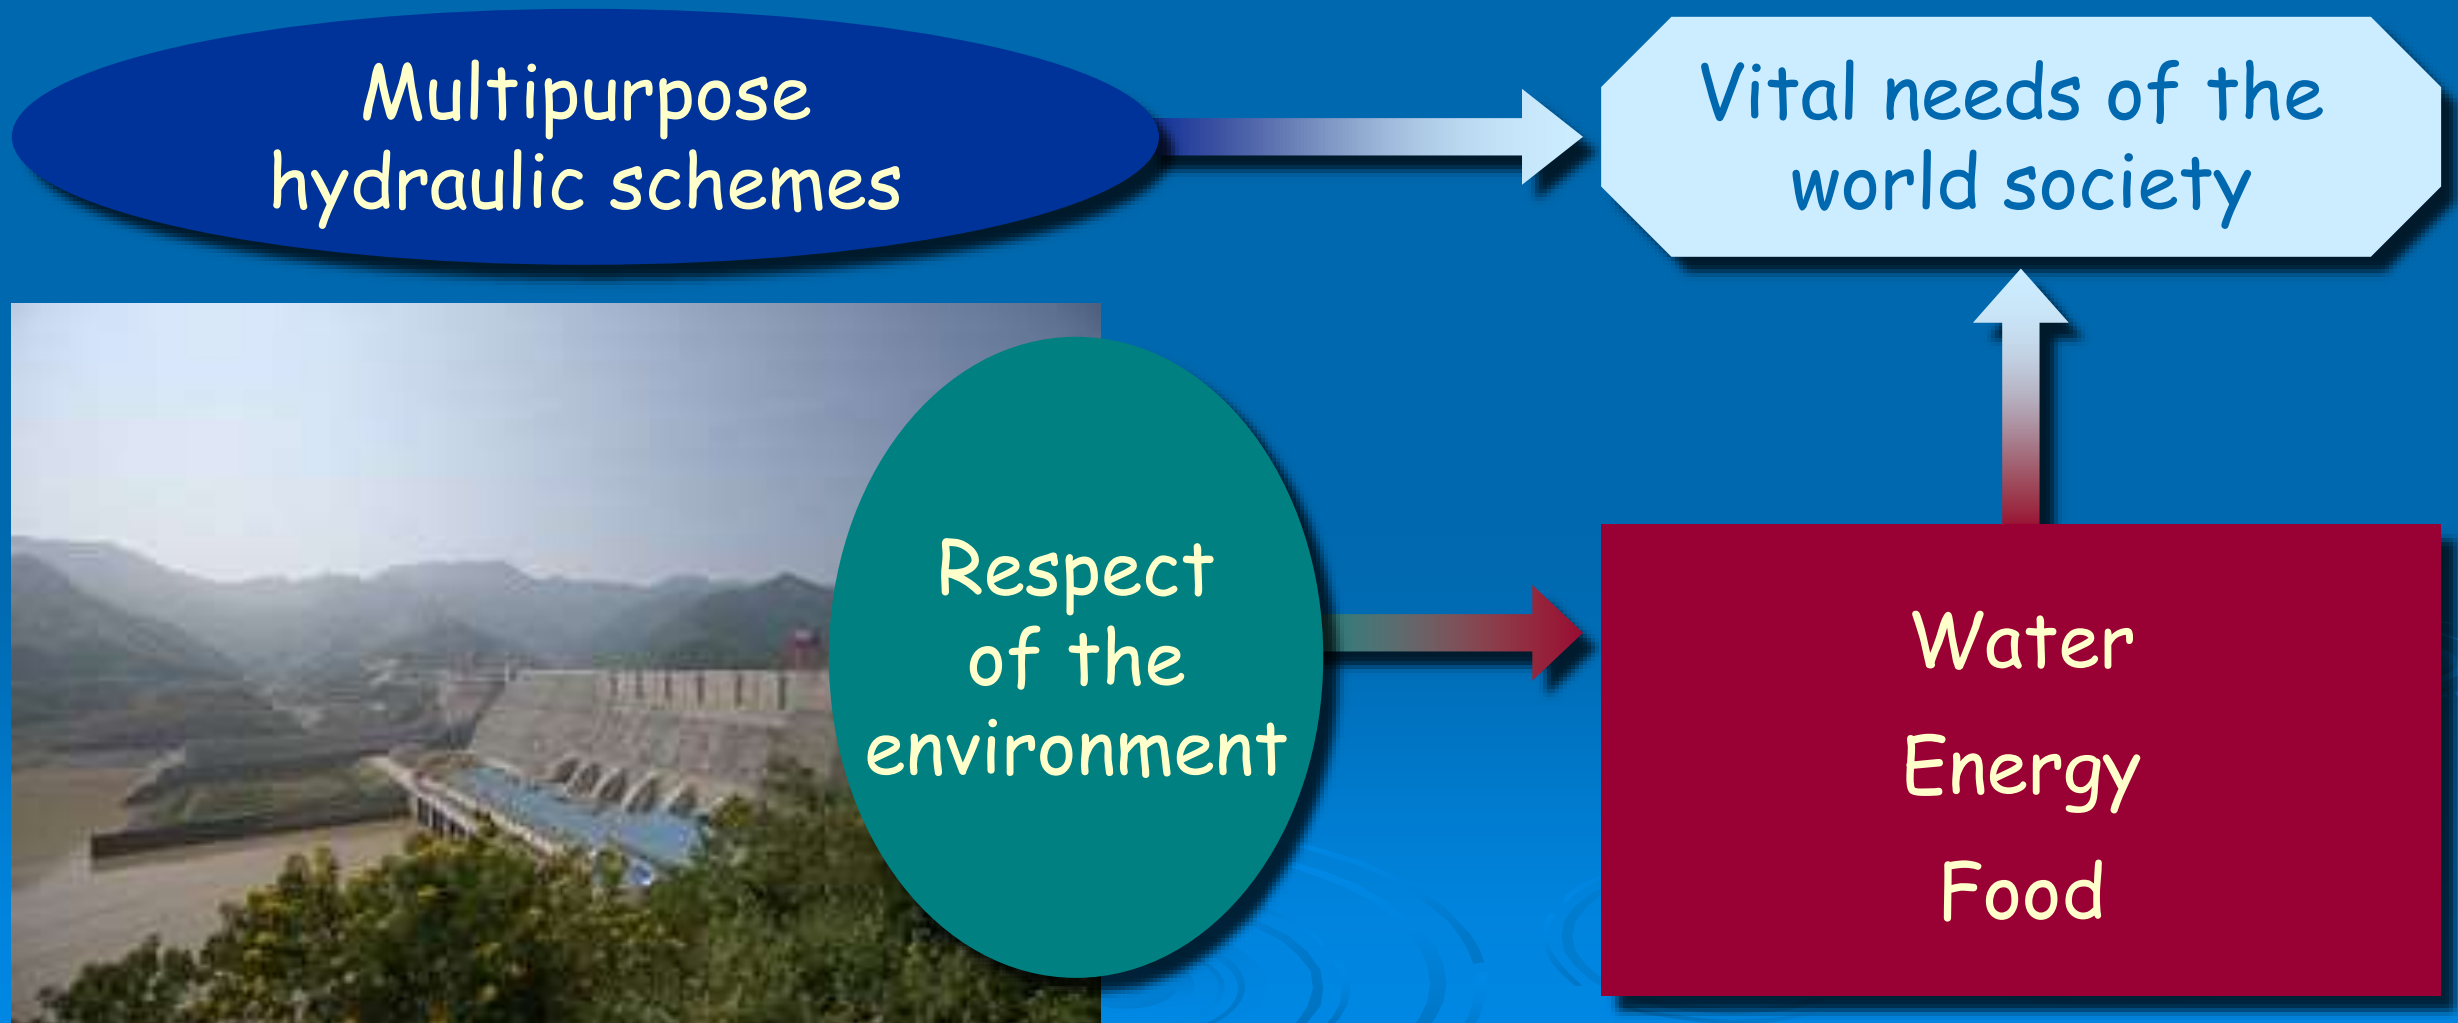 Multipurpose
hydraulic schemes
Vital needs of the
world society
Respect
of the
environment
Water
Energy
Food